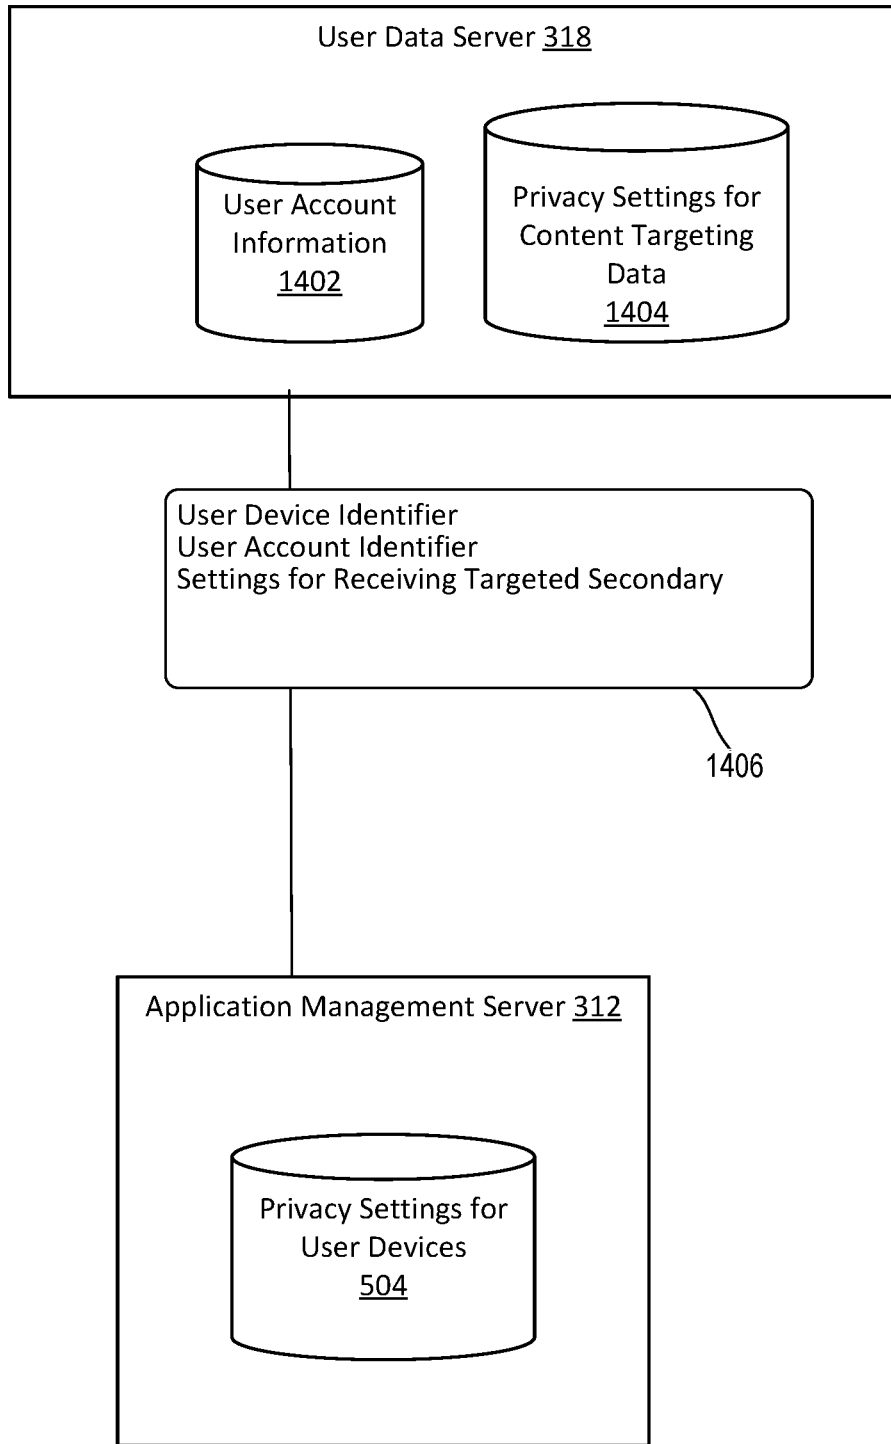 User Data Server 318
User Account
Information
1402
Privacy Settings for
Content Targeting
Data
1404
User Device Identifier
User Account Identifier
Settings for Receiving Targeted Secondary
1406
Application Management Server 312
Privacy Settings for
User Devices
504